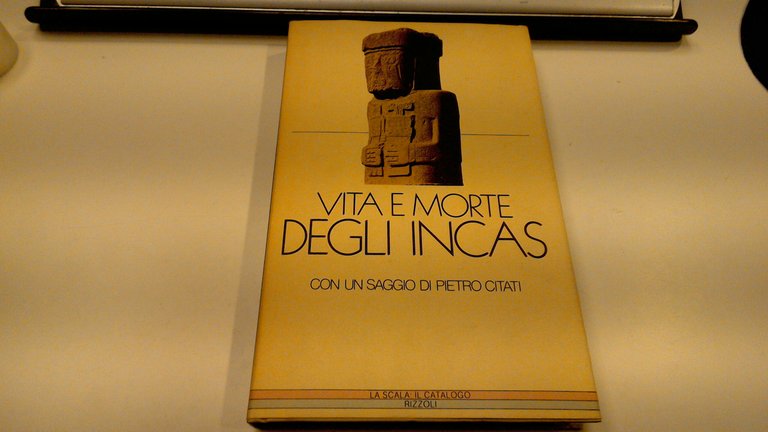 VITA E MORTE
DEGLI INCAS
CON UN SAGGIO DI PIETRO CITATI
LA SCALA: IL CATALOGO
RIZZOLI